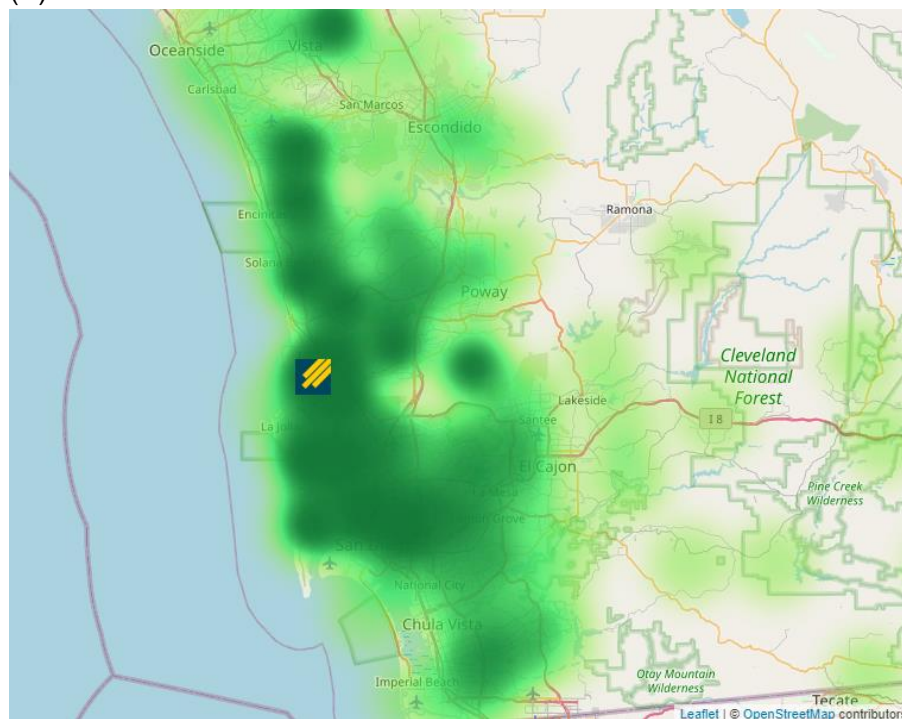 Oceanside
Vista
Carlsbad
San Marcos
Escondido
Ramona
Encinitas
Solana
Poway
Cleveland
National
Forest
Lakeside
I 8
Santee
La Jolla
El Cajon
Pine Creek
Wilderness
La Mesa
Grove
National City
Chula Vista
Imperial Beach
Otay Mountain
Wilderness
Tecate
Leaflet | © OpenStreetMap contributors